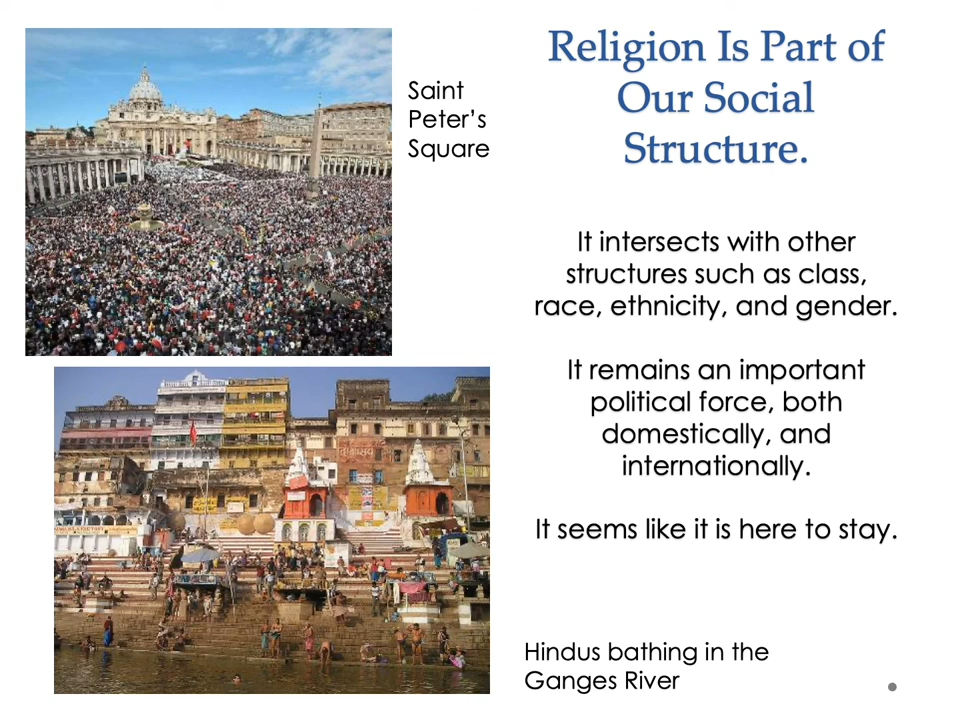 Saint
Peter’s
Square
Religion Is Part of
Our Social
Structure.
It intersects with other
structures such as class,
race, ethnicity, and gender.
It remains an important
political force, both
domestically, and
internationally.
It seems like it is here to stay.
Hindus bathing in the
Ganges River